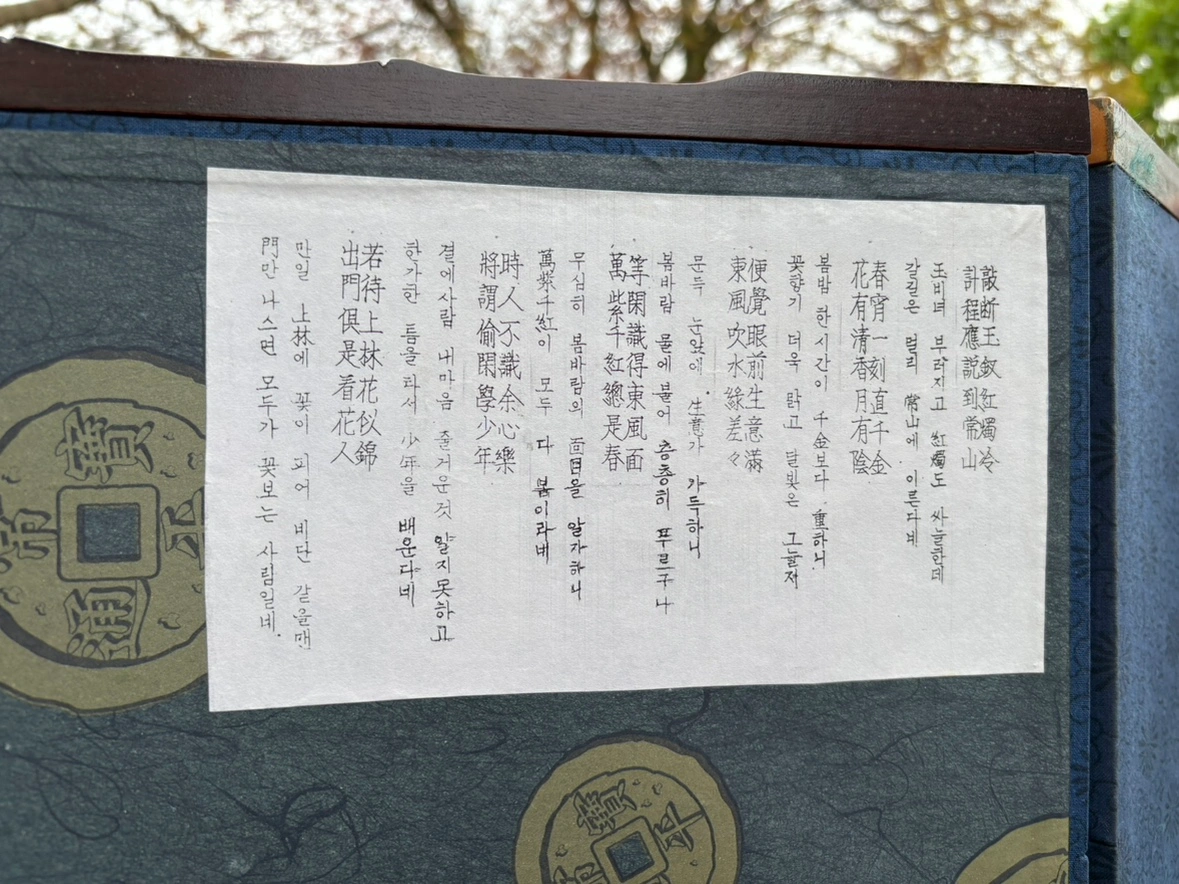 敲断玉釵紅燭冷
計程應説到常山
玉비녀 부러지고 紅燭도 싸늘한데
갈길은 멀리 常山에 이른다네
春宵一刻直千金
花有清香月有陰
봄밤 한시간이 千金보다 重하니
꽃향기 더욱 맑고 달빛은 그늘저
便覺眼前生意滿
東風吹水綠差々
문득 눈앞에 生意가 가득하니
봄바람 물에 불어 층층히 푸르구나
等閑識得東風面
萬紫千紅總是春
무심히 봄바람의 面目을 알가하니
萬紫千紅이 모두 다 봄이라네
時人不識余心樂
將謂偷閑學少年
곁에사람 내마음 줄거운것 알지못하고
한가한 틈을 타서 少年을 배운다네
若待上林花似錦
出門俱是看花人
만일 上林에 꽃이 피어 비단 같을땐
門만 나스면 모두가 꽃보는 사림일네.
常平通寶
常平 寶